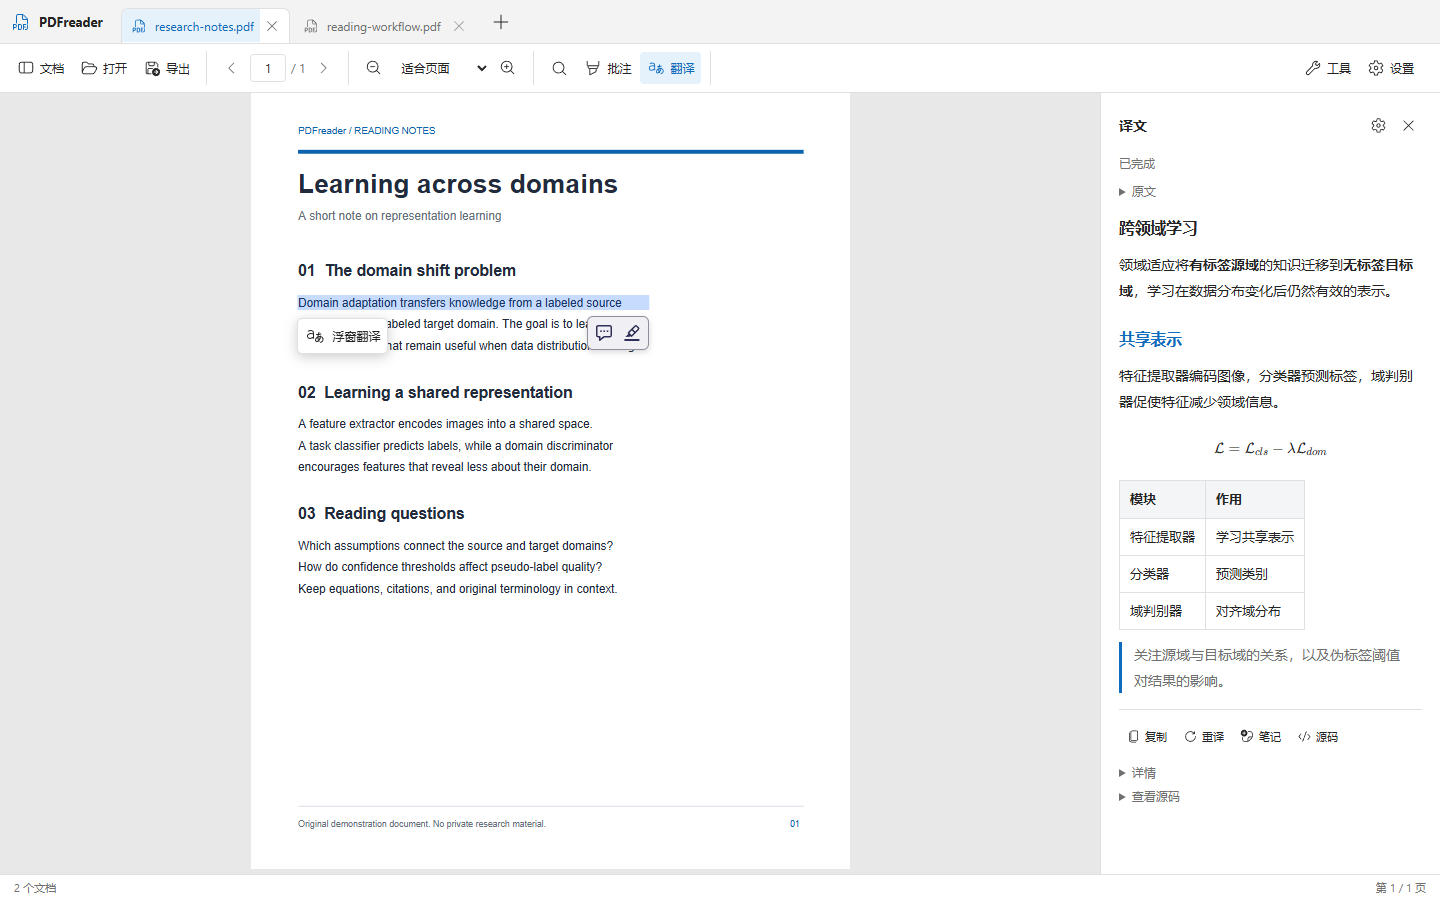 PDFreader
research-notes.pdf
reading-workflow.pdf
文档 打开 导出 1 / 1 适合页面 批注 翻译 工具 设置
PDFreader / READING NOTES
Learning across domains
A short note on representation learning
01 The domain shift problem
Domain adaptation transfers knowledge from a labeled source
abeled target domain. The goal is to
hat remain useful when data
浮窗翻译
02 Learning a shared representation
A feature extractor encodes images into a shared space.
A task classifier predicts labels, while a domain discriminator
encourages features that reveal less about their domain.
03 Reading questions
Which assumptions connect the source and target domains?
How do confidence thresholds affect pseudo-label quality?
Keep equations, citations, and original terminology in context.
Original demonstration document. No private research material. 01
译文
已完成
原文
跨领域学习
领域适应将有标签源域的知识迁移到无标签目标
域，学习在数据分布变化后仍然有效的表示。
共享表示
特征提取器编码图像，分类器预测标签，域判别
器促使特征减少领域信息。
ℒ = ℒcls − λℒdom
模块 作用
特征提取器 学习共享表示
分类器 预测类别
域判别器 对齐域分布
关注源域与目标域的关系，以及伪标签阈值
对结果的影响。
复制 重译 笔记 源码
详情
查看源码
2 个文档
第 1 / 1 页